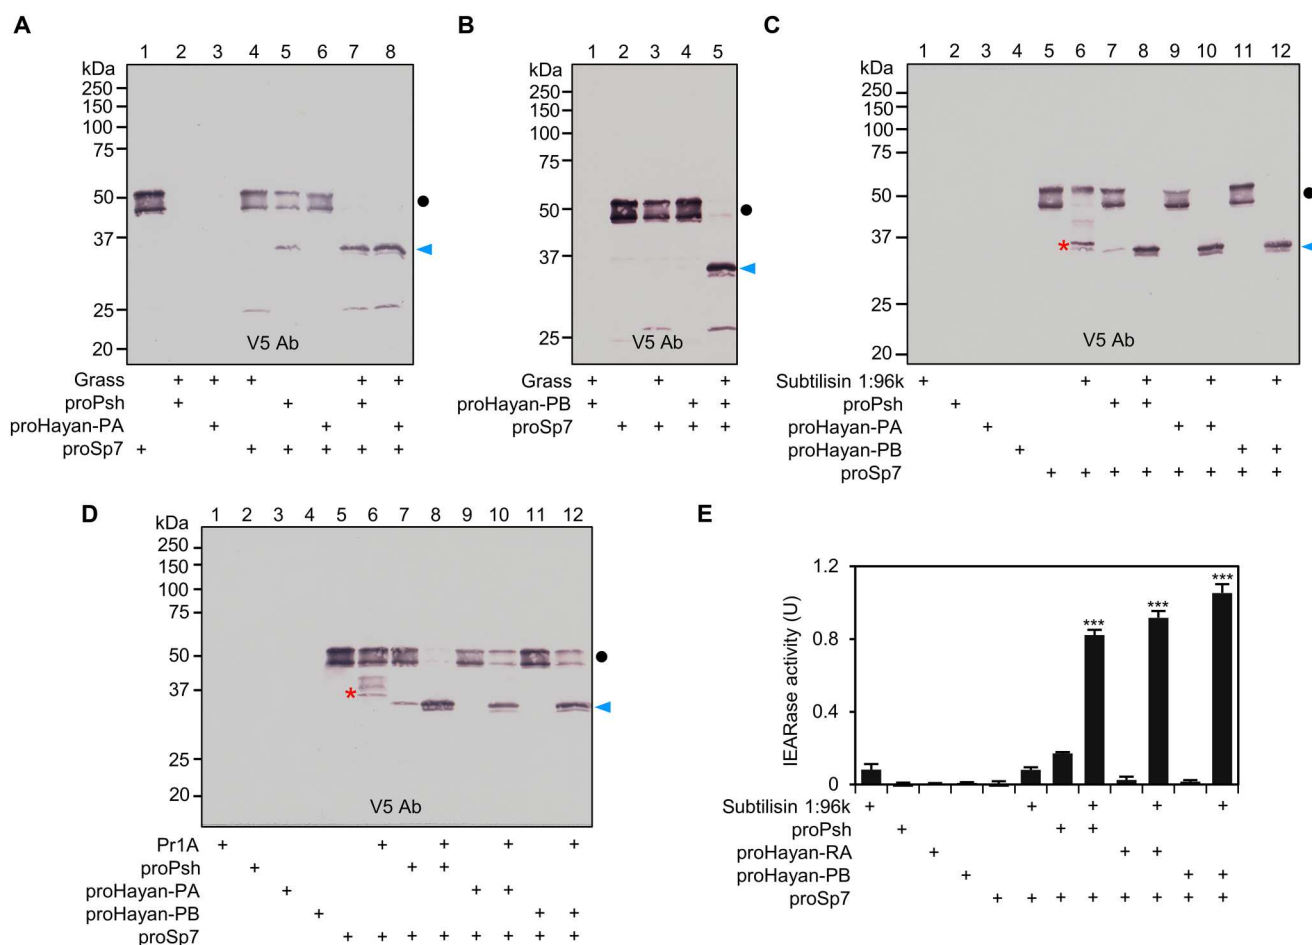 A
1 2 3 4 5 6 7 8
kDa
250
150
100
75
50
37
25
20
V5 Ab
Grass + + + + +
proPsh + + +
proHayan-PA + + +
proSp7 + + + + + +
B
1 2 3 4 5
kDa
250
150
100
75
50
37
25
V5 Ab
Grass + + +
proHayan-PB + + +
proSp7 + + + +
C
1 2 3 4 5 6 7 8 9 10 11 12
kDa
250
150
100
75
50
37
25
20
*
V5 Ab
Subtilisin 1:96k + + + + +
proPsh + + +
proHayan-PA + + +
proHayan-PB + + +
proSp7 + + + + + + + +
D
1 2 3 4 5 6 7 8 9 10 11 12
kDa
250
150
100
75
50
37
25
20
*
V5 Ab
Pr1A + + + + +
proPsh + + +
proHayan-PA + + +
proHayan-PB + + +
proSp7 + + + + + + + +
E
IEARase activity (U)
1.2
0.8
0.4
0
*** *** ***
Subtilisin 1:96k + + + + +
proPsh + + +
proHayan-RA + + +
proHayan-PB + + +
proSp7 + + + + + + + +